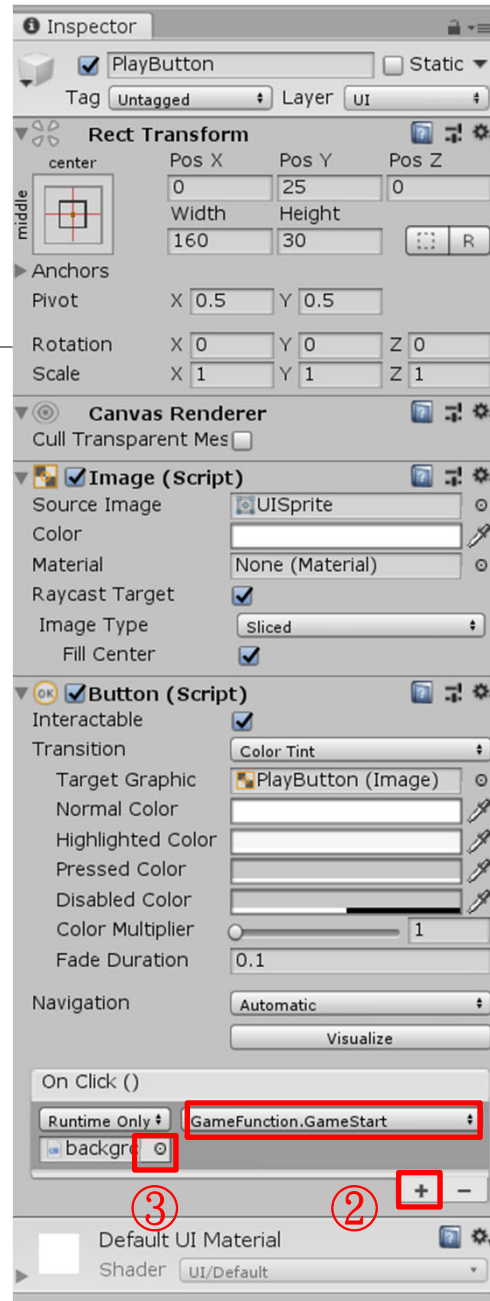 Inspector
PlayButton Static
Tag Untagged Layer UI
Rect Transform
center Pos X Pos Y Pos Z
middle 0 25 0
Width Height
160 30 R
Anchors
Pivot X 0.5 Y 0.5
Rotation X 0 Y 0 Z 0
Scale X 1 Y 1 Z 1
Canvas Renderer
Cull Transparent Mes
Image (Script)
Source Image UISprite
Color
Material None (Material)
Raycast Target
Image Type Sliced
Fill Center
OK Button (Script)
Interactable
Transition Color Tint
Target Graphic PlayButton (Image)
Normal Color
Highlighted Color
Pressed Color
Disabled Color
Color Multiplier 1
Fade Duration 0.1
Navigation Automatic
Visualize
On Click ()
Runtime Only GameFunction.GameStart
backgro
+ −
③ ②
Default UI Material
Shader UI/Default